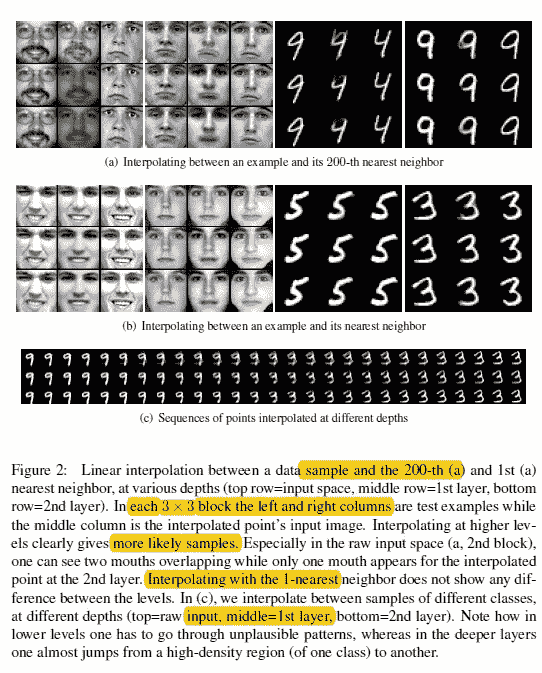 (a) Interpolating between an example and its 200-th nearest neighbor
(b) Interpolating between an example and its nearest neighbor
(c) Sequences of points interpolated at different depths
Figure 2: Linear interpolation between a data sample and the 200-th (a) and 1st (a)
nearest neighbor, at various depths (top row=input space, middle row=1st layer, bottom
row=2nd layer). In each 3 × 3 block the left and right columns are test examples while
the middle column is the interpolated point's input image. Interpolating at higher lev-
els clearly gives more likely samples. Especially in the raw input space (a, 2nd block),
one can see two mouths overlapping while only one mouth appears for the interpolated
point at the 2nd layer. Interpolating with the 1-nearest neighbor does not show any dif-
ference between the levels. In (c), we interpolate between samples of different classes,
at different depths (top=raw input, middle=1st layer, bottom=2nd layer). Note how in
lower levels one has to go through unplausible patterns, whereas in the deeper layers
one almost jumps from a high-density region (of one class) to another.